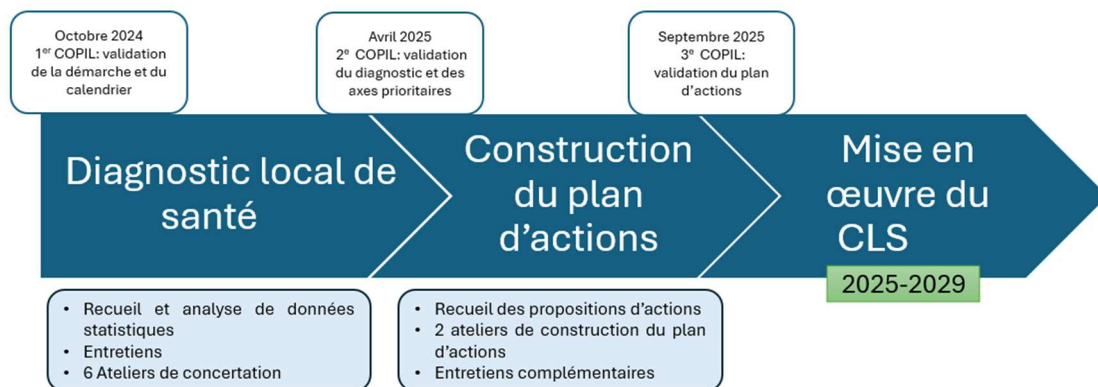 Octobre 2024
1er COPIL: validation
de la démarche et du
calendrier
Avril 2025
2e COPIL: validation
du diagnostic et des
axes prioritaires
Septembre 2025
3e COPIL:
validation du plan
d’actions
Diagnostic local de
santé
Construction
du plan
d’actions
Mise en
œuvre du
CLS
2025-2029
• Recueil et analyse de données
statistiques
• Entretiens
• 6 Ateliers de concertation
• Recueil des propositions d’actions
• 2 ateliers de construction du plan
d’actions
• Entretiens complémentaires